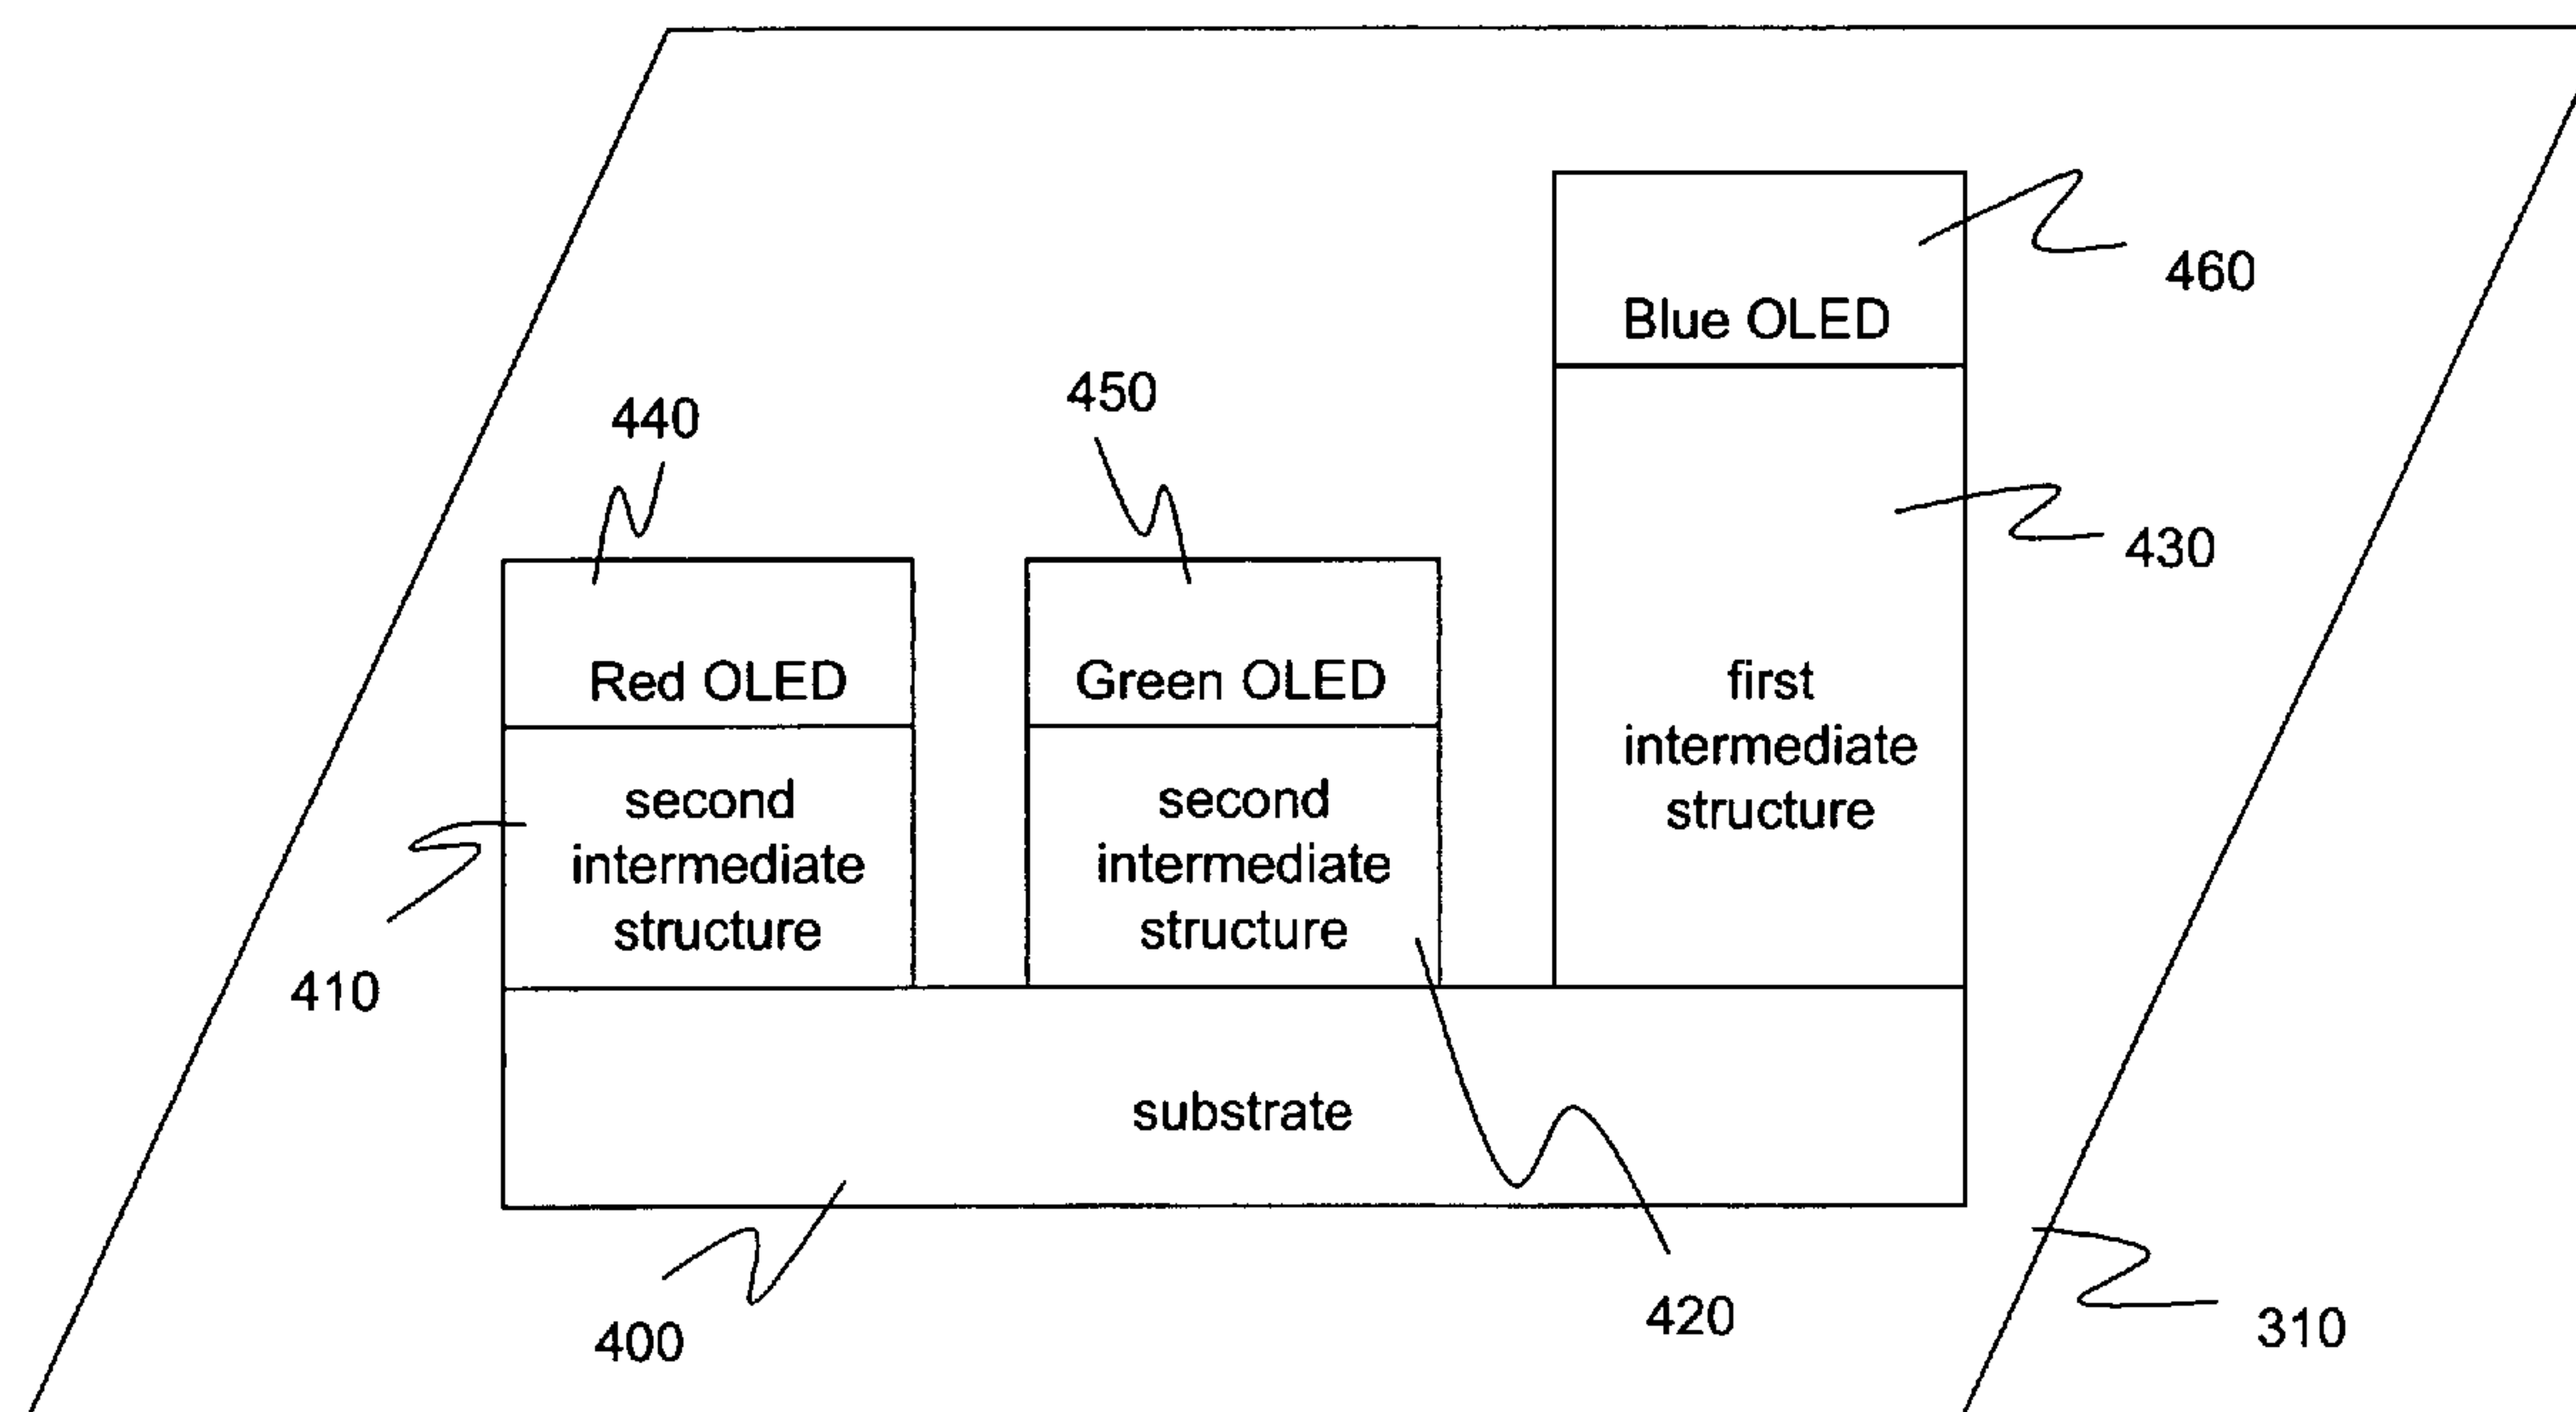 460
Blue OLED
450
440
430
Red OLED
Green OLED
first
intermediate
structure
second
intermediate
structure
second
intermediate
structure
410
substrate
420
310
400